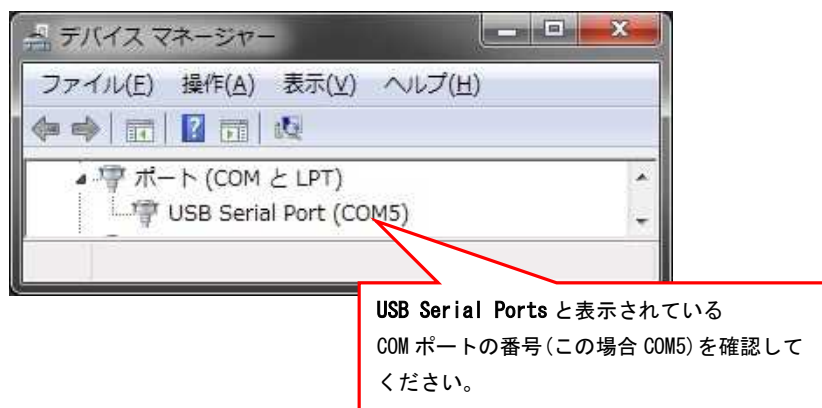 デバイス マネージャー
ファイル(F) 操作(A) 表示(V) ヘルプ(H)
ポート (COM と LPT)
USB Serial Port (COM5)
USB Serial Ports と表示されている
COM ポートの番号(この場合 COM5)を確認して
ください。